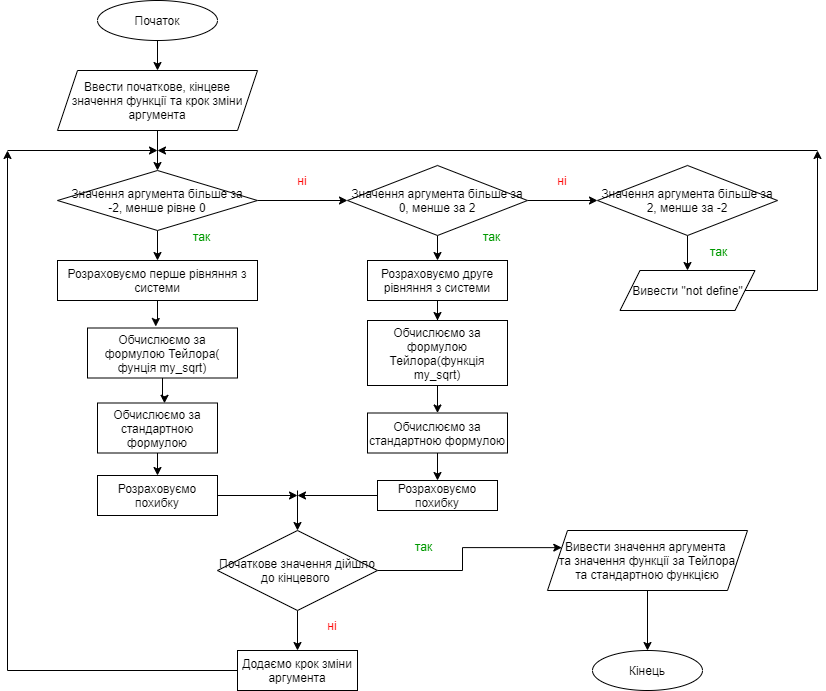 Початок
Ввести початкове, кінцеве
значення функції та крок зміни
аргумента
Значення аргумента більше за
-2, менше рівне 0
ні
Значення аргумента більше за
0, менше за 2
ні
Значення аргумента більше за
2, менше за -2
так
так
так
Розраховуємо перше рівняння з
системи
Розраховуємо друге
рівняння з системи
Вивести "not define"
Обчислюємо за
формулою Тейлора(
фунція my_sqrt)
Обчислюємо за
формулою
Тейлора(функція
my_sqrt)
Обчислюємо за
стандартною
формулою
Обчислюємо за
стандартною формулою
Розраховуємо
похибку
Розраховуємо
похибку
Початкове значення дійшло
до кінцевого
так
Вивести значення аргумента
та значення функції за Тейлора
та стандартною функцією
ні
Додаємо крок зміни
аргумента
Кінець